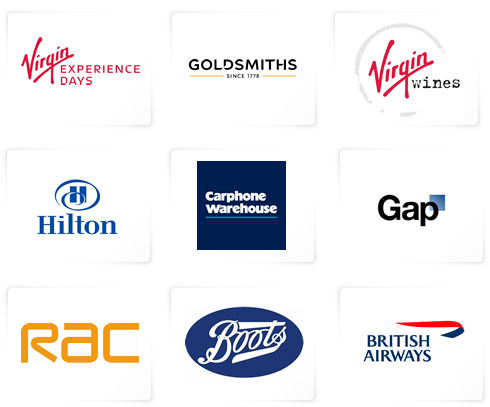 Virgin
EXPERIENCE
DAYS
GOLDSMITHS
SINCE 1778
Virgin
wines
Hilton
Carphone
Warehouse
Gap
RAC
Boots
BRITISH
AIRWAYS